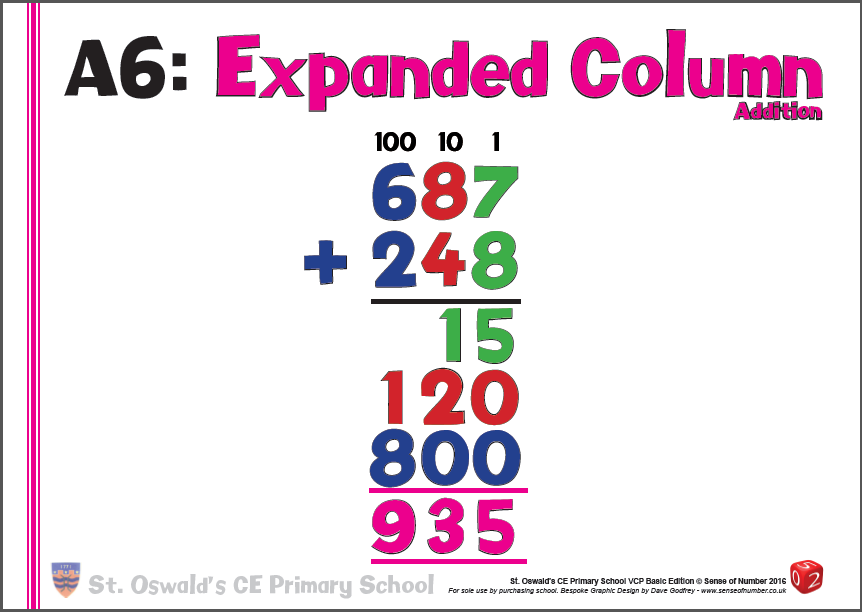 A6: Expanded Column
Addition
100 10 1
687
+ 248
15
120
800
935
St. Oswald's CE Primary School
St. Oswald's CE Primary School VCP Basic Edition © Sense of Number 2016
For sole use by purchasing school. Bespoke Graphic Design by Dave Godfrey - www.senseofnumber.co.uk